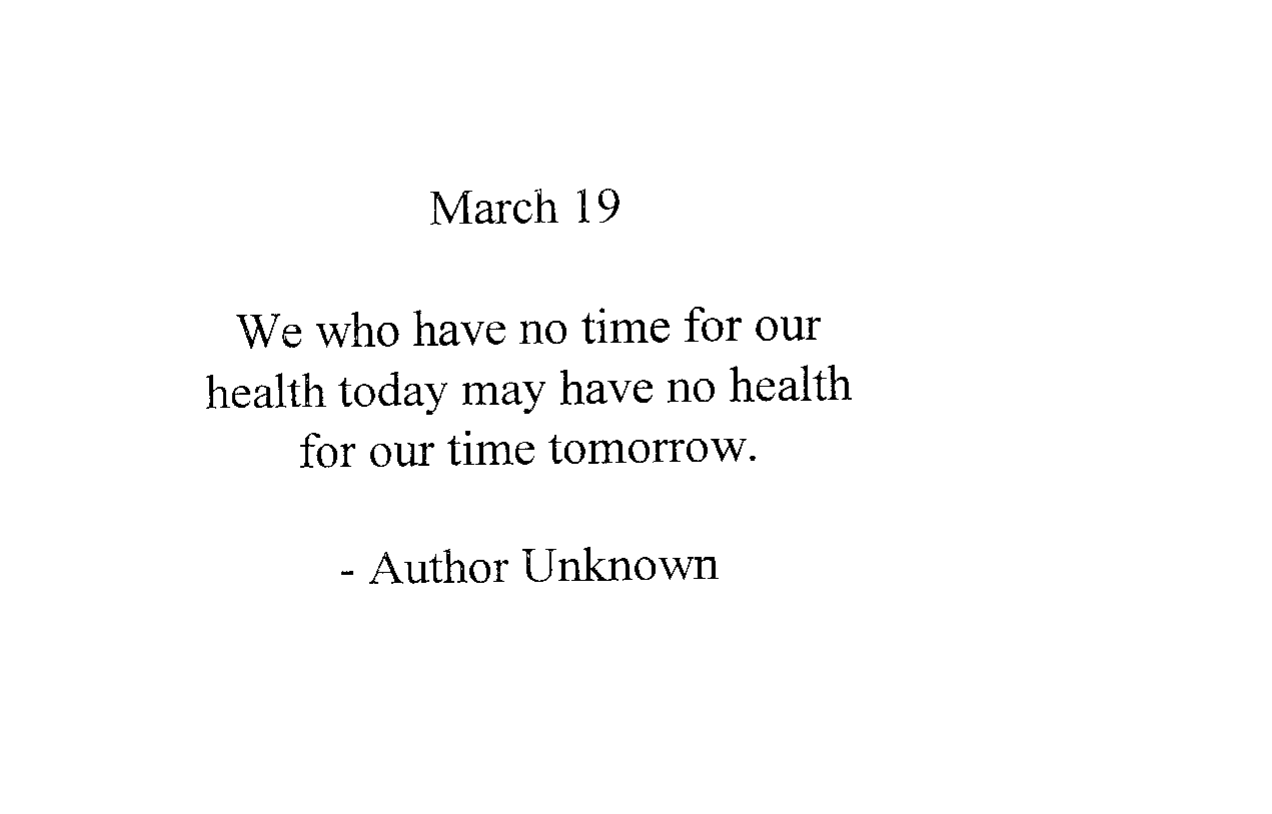 March 19
We who have no time for our
health today may have no health
for our time tomorrow.
- Author Unknown